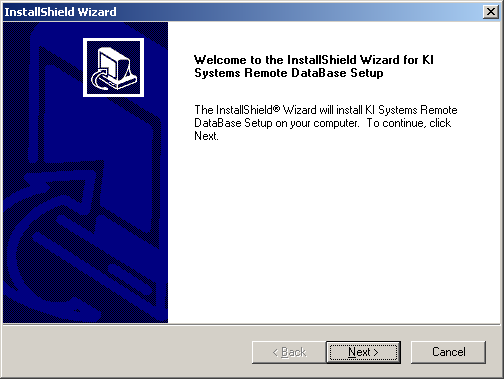 InstallShield Wizard
Welcome to the InstallShield Wizard for KI
Systems Remote DataBase Setup
The InstallShield® Wizard will install KI Systems Remote
DataBase Setup on your computer.  To continue, click
Next.
< Back
Next >
Cancel